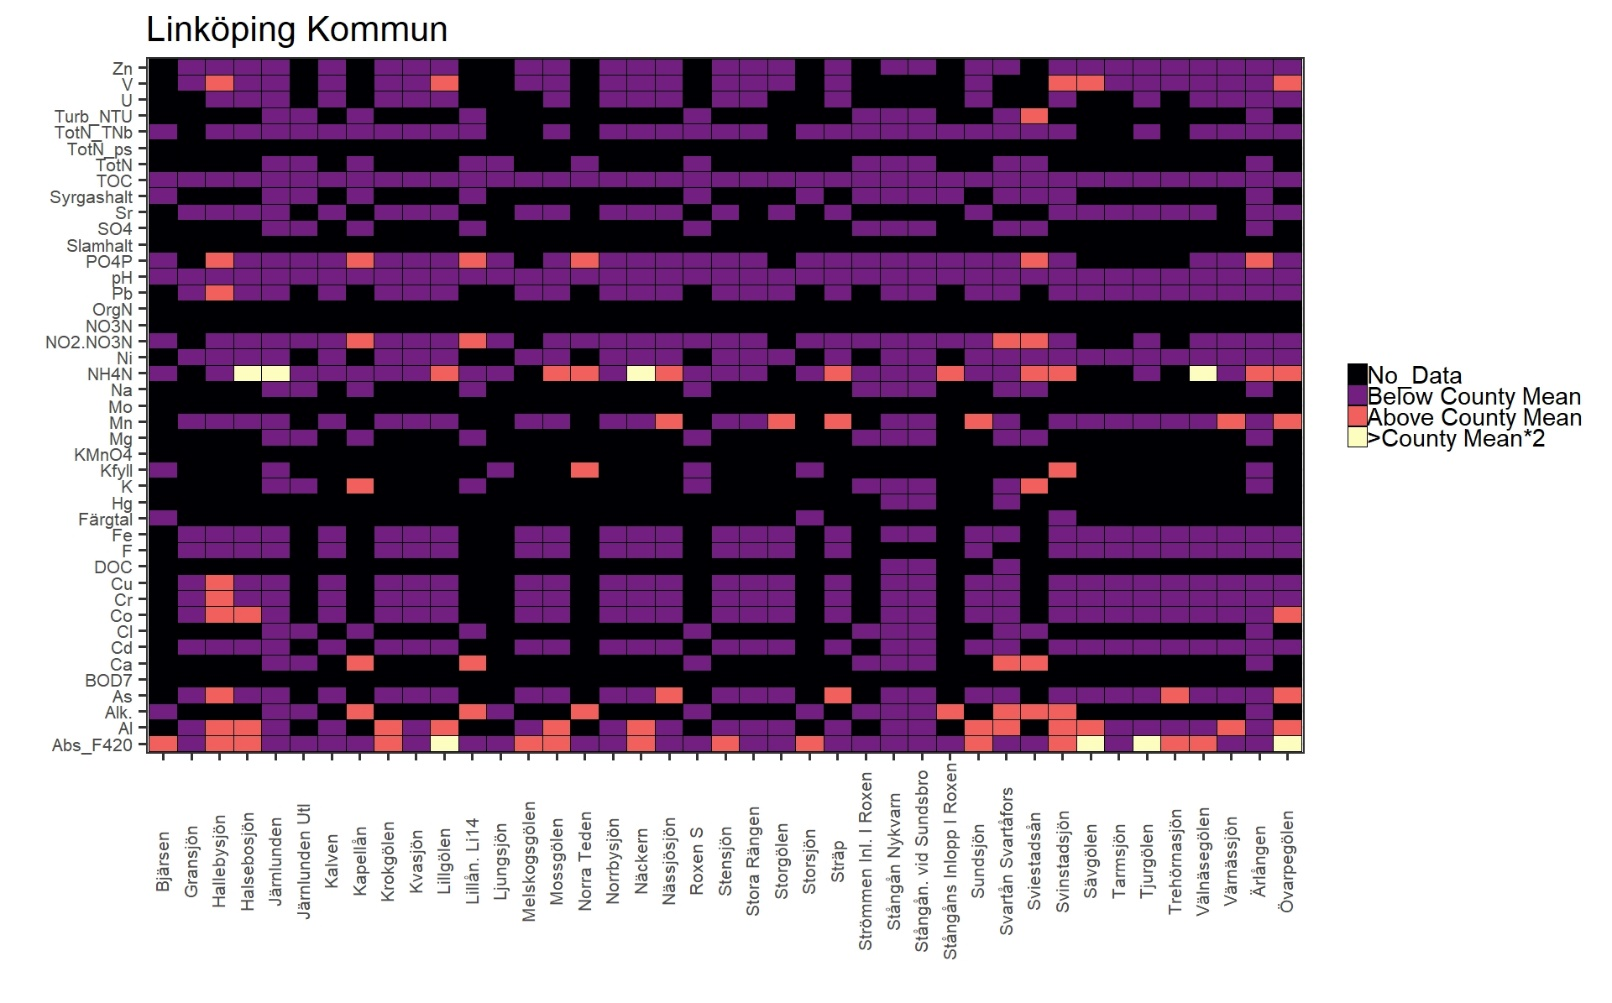 Linköping Kommun
Zn
V
U
Turb_NTU
TotN_TNb
TotN_ps
TotN
TOC
Syrgashalt
Sr
SO4
Slamhalt
PO4P
pH
Pb
OrgN
NO3N
NO2.NO3N
Ni
NH4N
Na
Mo
Mn
Mg
KMnO4
Kfyll
K
Hg
Färgtal
Fe
F
DOC
Cu
Cr
Co
Cl
Cd
Ca
BOD7
As
Alk.
Al
Abs_F420
No_Data
Below County Mean
Above County Mean
>County Mean*2
Bjärsen
Gransjön
Hallebysjön
Halsebosjön
Järnlunden
Järnlunden Utl
Kalven
Kapellån
Krokgölen
Kvasjön
Lillgölen
Lillån. Li14
Ljungsjön
Melskogsgölen
Mossgölen
Norra Teden
Norrbysjön
Näckern
Nässjösjön
Roxen S
Stensjön
Stora Rängen
Storgölen
Storsjön
Sträp
Strömmen Inl. I Roxen
Stångån Nykvarn
Stångån. vid Sundsbro
Stångåns Inlopp I Roxen
Sundsjön
Svartån Svartåfors
Sviestadsån
Svinstadsjön
Sävgölen
Tarmsjön
Tjurgölen
Trehörnasjön
Välnäsegölen
Värnässjön
Ärlången
Övarpegölen